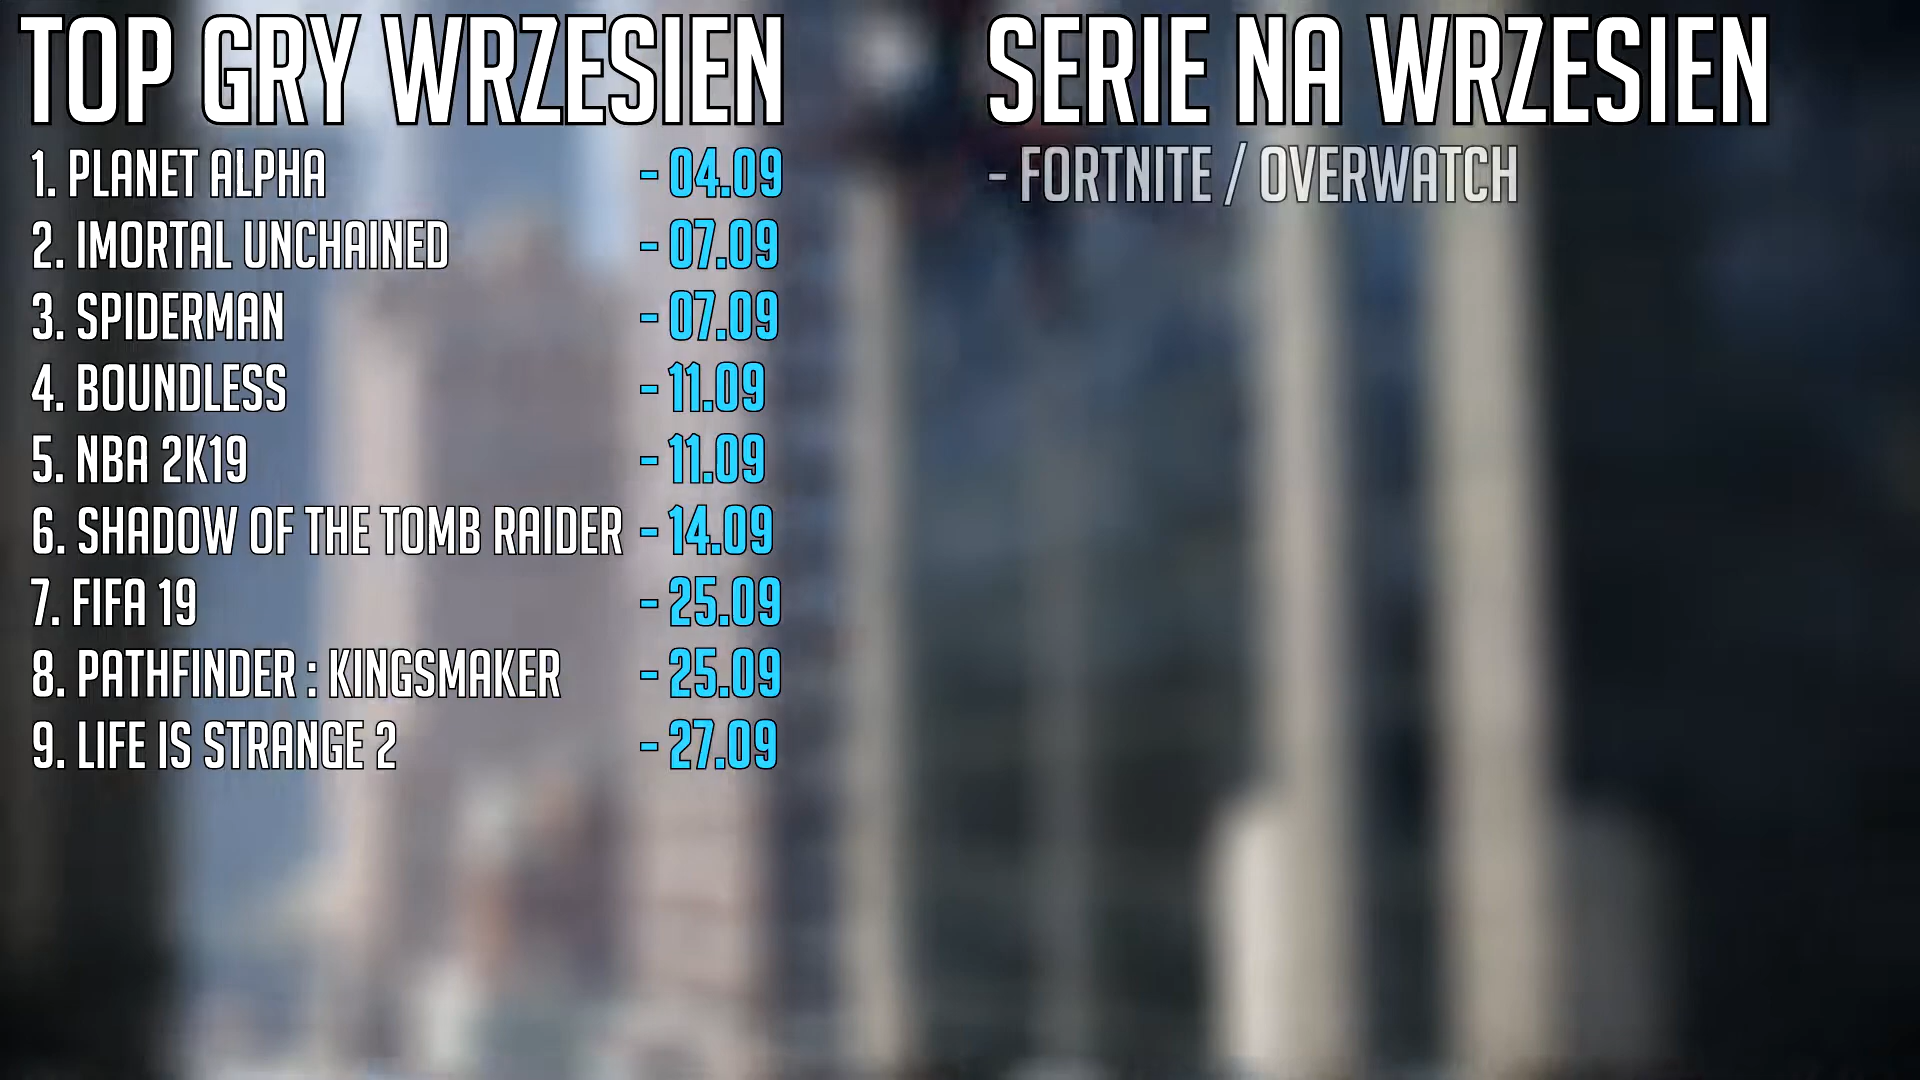 TOP GRY WRZESIEN
1. PLANET ALPHA - 04.09
2. IMORTAL UNCHAINED - 07.09
3. SPIDERMAN - 07.09
4. BOUNDLESS - 11.09
5. NBA 2K19 - 11.09
6. SHADOW OF THE TOMB RAIDER - 14.09
7. FIFA 19 - 25.09
8. PATHFINDER : KINGSMAKER - 25.09
9. LIFE IS STRANGE 2 - 27.09
SERIE NA WRZESIEN
- FORTNITE / OVERWATCH